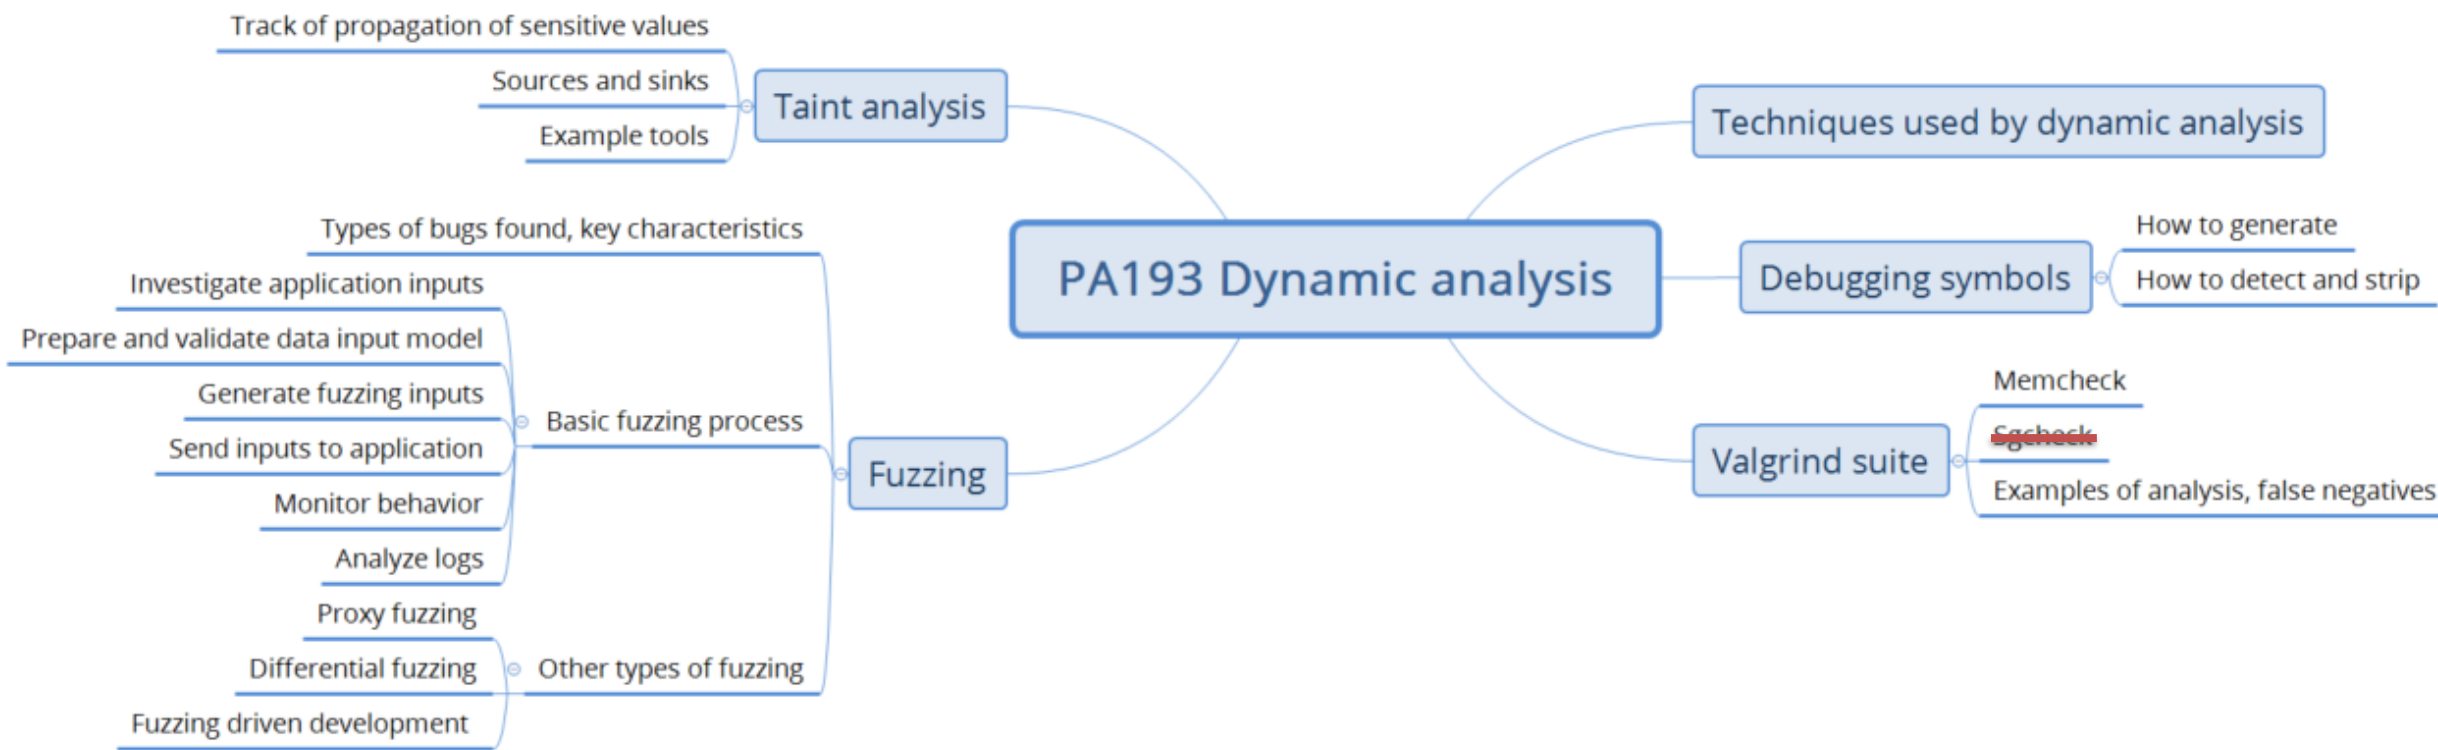 Track of propagation of sensitive values
Sources and sinks
Example tools
Taint analysis
Types of bugs found, key characteristics
Investigate application inputs
Prepare and validate data input model
Generate fuzzing inputs
Send inputs to application
Monitor behavior
Analyze logs
Basic fuzzing process
Proxy fuzzing
Differential fuzzing
Fuzzing driven development
Other types of fuzzing
Fuzzing
PA193 Dynamic analysis
Techniques used by dynamic analysis
Debugging symbols
How to generate
How to detect and strip
Valgrind suite
Memcheck
Sgcheck
Examples of analysis, false negatives